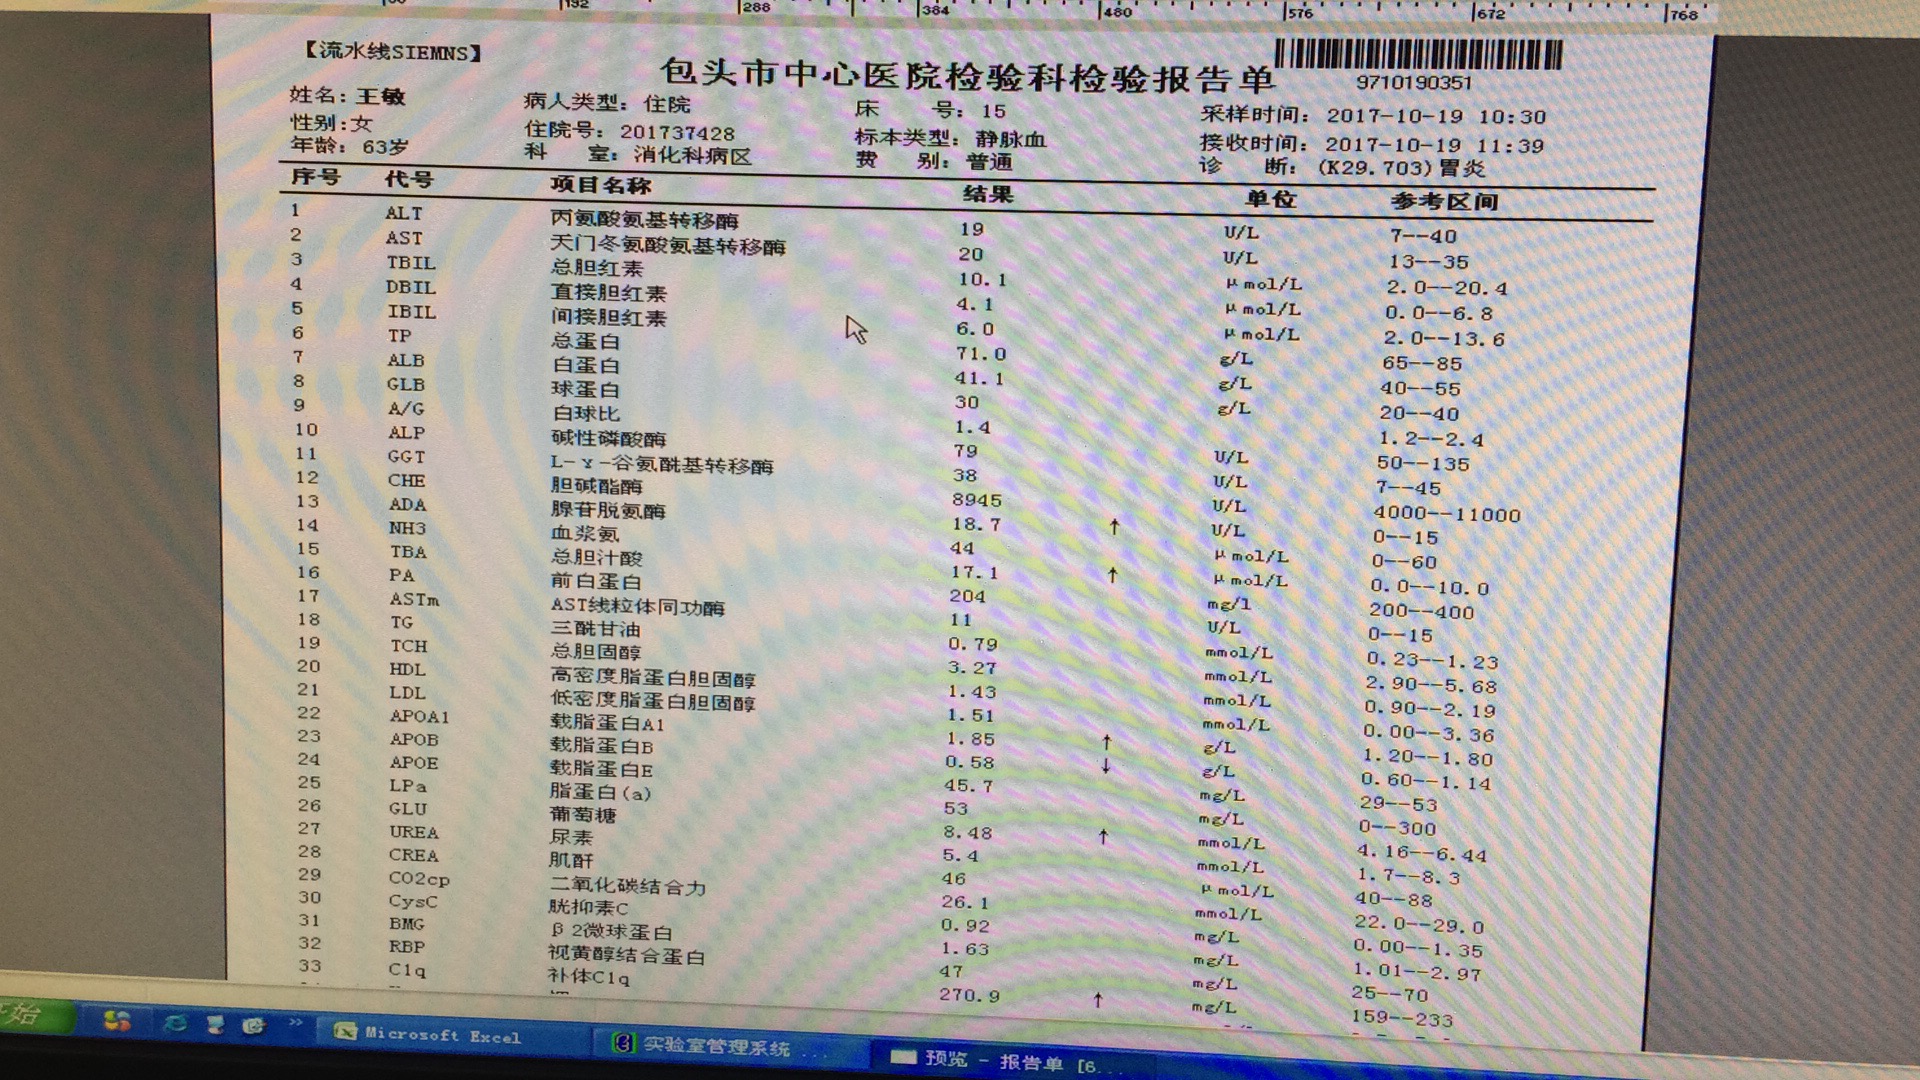 192 288 384 480 576 672 768
【流水线SIEMNS】
包头市中心医院检验科检验报告单
9710190351
姓名: 王敏 病人类型: 住院 床 号: 15 采样时间: 2017-10-19 10:30
性别:女 住院号: 201737428 标本类型: 静脉血 接收时间: 2017-10-19 11:39
年龄: 63岁 科 室: 消化科病区 费 别: 普通 诊 断: (K29.703)胃炎
序号 代号 项目名称 结果 单位 参考区间
1 ALT 丙氨酸氨基转移酶 19 U/L 7--40
2 AST 天门冬氨酸氨基转移酶 20 U/L 13--35
3 TBIL 总胆红素 10.1 μmol/L 2.0--20.4
4 DBIL 直接胆红素 4.1 μmol/L 0.0--6.8
5 IBIL 间接胆红素 6.0 μmol/L 2.0--13.6
6 TP 总蛋白 71.0 g/L 65--85
7 ALB 白蛋白 41.1 g/L 40--55
8 GLB 球蛋白 30 g/L 20--40
9 A/G 白球比 1.4 1.2--2.4
10 ALP 碱性磷酸酶 79 U/L 50--135
11 GGT L-γ-谷氨酰基转移酶 38 U/L 7--45
12 CHE 胆碱酯酶 8945 U/L 4000--11000
13 ADA 腺苷脱氨酶 18.7 ↑ U/L 0--15
14 NH3 血浆氨 44 μmol/L 0--60
15 TBA 总胆汁酸 17.1 ↑ μmol/L 0.0--10.0
16 PA 前白蛋白 204 mg/l 200--400
17 ASTm AST线粒体同功酶 11 U/L 0--15
18 TG 三酰甘油 0.79 mmol/L 0.23--1.23
19 TCH 总胆固醇 3.27 mmol/L 2.90--5.68
20 HDL 高密度脂蛋白胆固醇 1.43 mmol/L 0.90--2.19
21 LDL 低密度脂蛋白胆固醇 1.51 mmol/L 0.00--3.36
22 APOA1 载脂蛋白A1 1.85 ↑ g/L 1.20--1.80
23 APOB 载脂蛋白B 0.58 ↓ g/L 0.60--1.14
24 APOE 载脂蛋白E 45.7 mg/L 29--53
25 LPa 脂蛋白(a) 53 mg/L 0--300
26 GLU 葡萄糖 8.48 ↑ mmol/L 4.16--6.44
27 UREA 尿素 5.4 mmol/L 1.7--8.3
28 CREA 肌酐 46 μmol/L 40--88
29 CO2cp 二氧化碳结合力 26.1 mmol/L 22.0--29.0
30 CysC 胱抑素C 0.92 mg/L 0.00--1.35
31 BMG β2微球蛋白 1.63 mg/L 1.01--2.97
32 RBP 视黄醇结合蛋白 47 mg/L 25--70
33 C1q 补体C1q 270.9 ↑ mg/L 159--233
开始 » Microsoft Excel 实验室管理系统 ... 预览 - 报告单 [6...